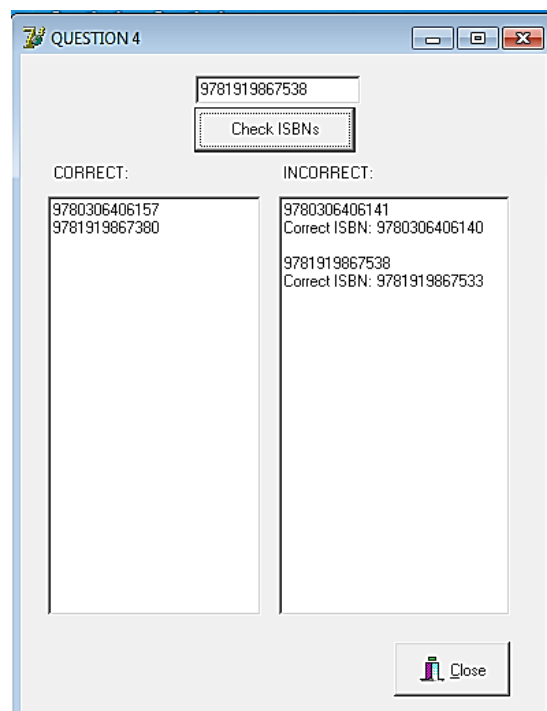 QUESTION 4
9781919867538
Check ISBNs
CORRECT:
9780306406157
9781919867380
INCORRECT:
9780306406141
Correct ISBN: 9780306406140
9781919867538
Correct ISBN: 9781919867533
Close